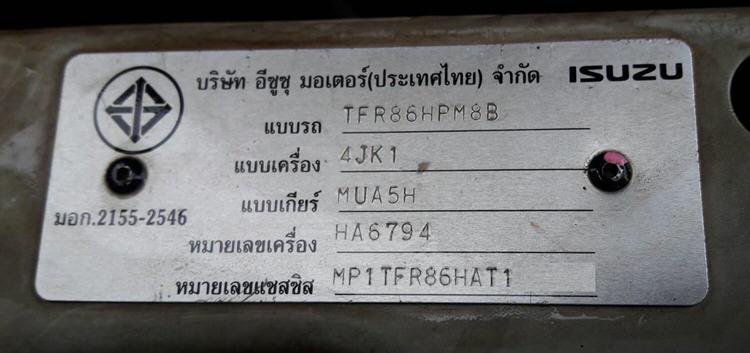 บริษัท อีซูซุ มอเตอร์(ประเทศไทย) จำกัด ISUZU
แบบรถ TFR86HPM8B
แบบเครื่อง 4JK1
แบบเกียร์ MUA5H
มอก.2155-2546
หมายเลขเครื่อง HA6794
หมายเลขแชสซิส MP1TFR86HAT1